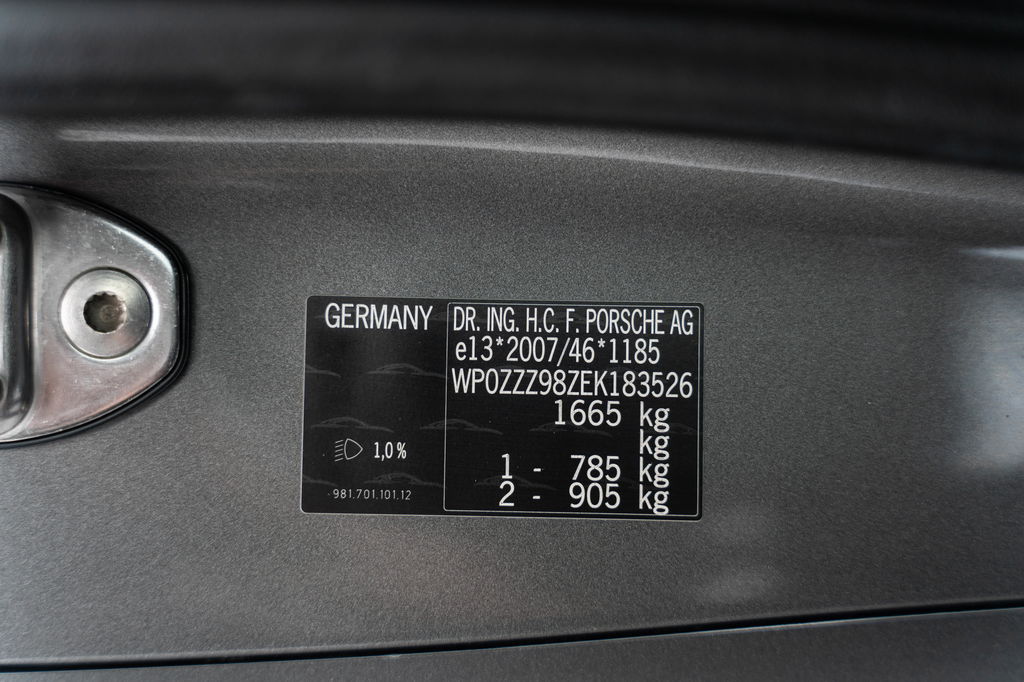 GERMANY
1,0%
981.701.101.12
DR. ING. H.C. F. PORSCHE AG
e13*2007/46*1185
WP0ZZZ98ZEK183526
1665 kg
kg
1 - 785 kg
2 - 905 kg